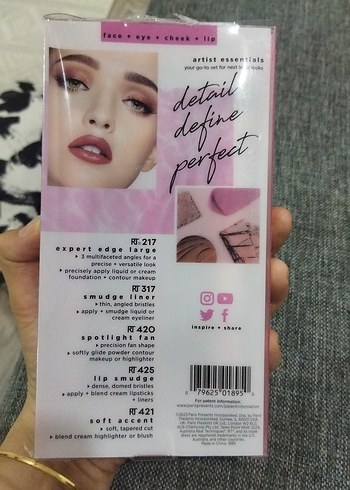 face + eye + cheek + lip
artist essentials
your go-to set for next level looks
detail
define
perfect
RT 217
expert edge large
▸ 3 multifaceted angles for a
precise + versatile look
▸ precisely apply liquid or cream
foundation + contour makeup
RT 317
smudge liner
▸ thin, angled bristles
▸ apply + smudge liquid or
cream eyeliner
RT 420
spotlight fan
▸ precision fan shape
▸ softly glide powder contour
makeup or highlighter
RT 425
lip smudge
▸ dense, domed bristles
▸ apply + blend cream lipsticks
+ liners
RT 421
soft accent
▸ soft, tapered cut
▸ blend cream highlighter or blush
inspire + share
79625 01895
For patent information: